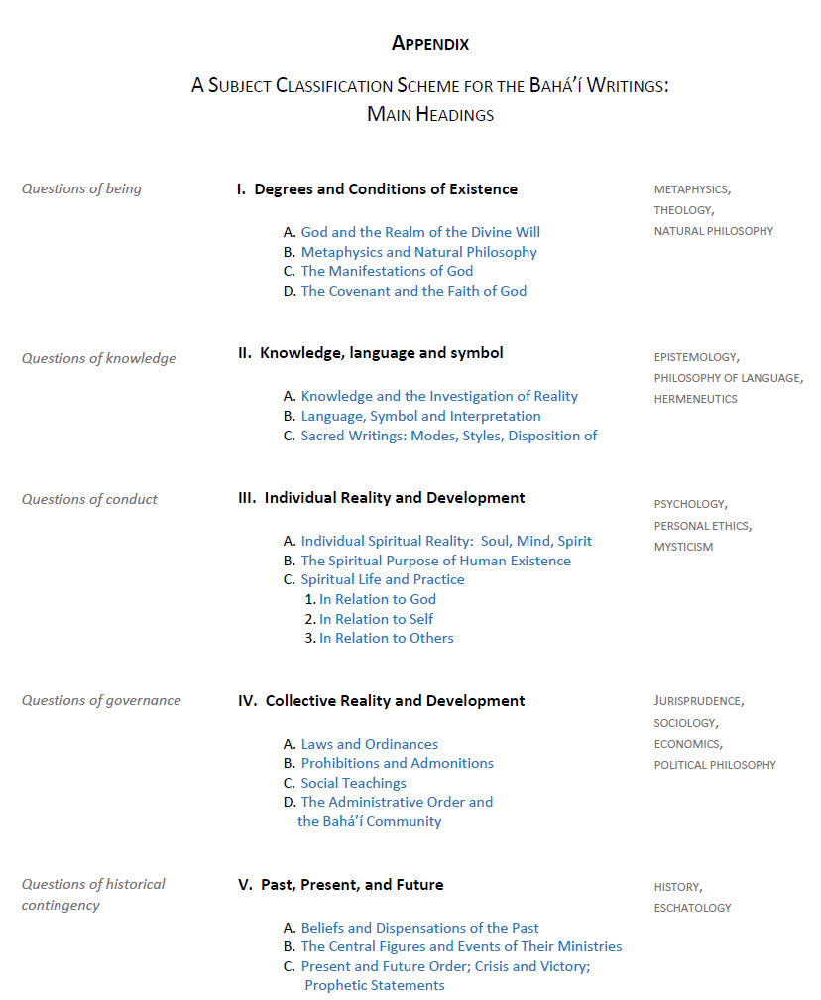 APPENDIX
A SUBJECT CLASSIFICATION SCHEME FOR THE BAHÁ’Í WRITINGS:
MAIN HEADINGS
Questions of being
I. Degrees and Conditions of Existence
METAPHYSICS,
THEOLOGY,
NATURAL PHILOSOPHY
A. God and the Realm of the Divine Will
B. Metaphysics and Natural Philosophy
C. The Manifestations of God
D. The Covenant and the Faith of God
Questions of knowledge
II. Knowledge, language and symbol
EPISTEMOLOGY,
PHILOSOPHY OF LANGUAGE,
HERMENEUTICS
A. Knowledge and the Investigation of Reality
B. Language, Symbol and Interpretation
C. Sacred Writings: Modes, Styles, Disposition of
Questions of conduct
III. Individual Reality and Development
PSYCHOLOGY,
PERSONAL ETHICS,
MYSTICISM
A. Individual Spiritual Reality: Soul, Mind, Spirit
B. The Spiritual Purpose of Human Existence
C. Spiritual Life and Practice
1. In Relation to God
2. In Relation to Self
3. In Relation to Others
Questions of governance
IV. Collective Reality and Development
JURISPRUDENCE,
SOCIOLOGY,
ECONOMICS,
POLITICAL PHILOSOPHY
A. Laws and Ordinances
B. Prohibitions and Admonitions
C. Social Teachings
D. The Administrative Order and
the Bahá’í Community
Questions of historical
contingency
V. Past, Present, and Future
HISTORY,
ESCHATOLOGY
A. Beliefs and Dispensations of the Past
B. The Central Figures and Events of Their Ministries
C. Present and Future Order; Crisis and Victory;
Prophetic Statements